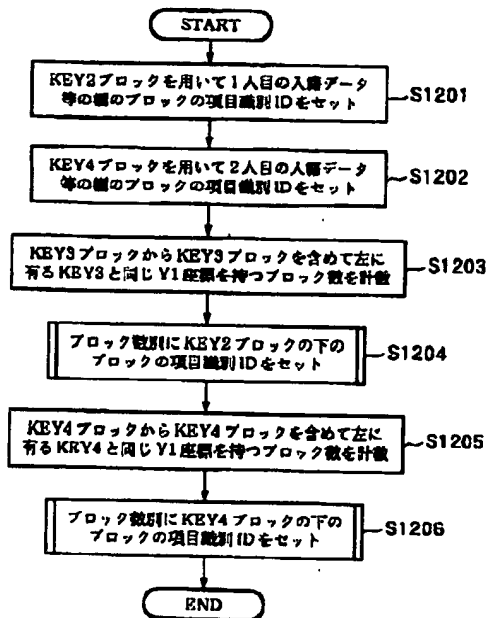 START
KEY2ブロックを用いて1人目の入籍データ
等の欄のブロックの項目識別IDをセット
S1201
KEY4ブロックを用いて2人目の入籍データ
等の欄のブロックの項目識別IDをセット
S1202
KEY3ブロックからKEY3ブロックを含めて左に
有るKEY3と同じY1座標を持つブロック数を計数
S1203
ブロック数別にKEY2ブロックの下の
ブロックの項目識別IDをセット
S1204
KEY4ブロックからKEY4ブロックを含めて左に
有るKRY4と同じY1座標を持つブロック数を計数
S1205
ブロック数別にKEY4ブロックの下の
ブロックの項目識別IDをセット
S1206
END